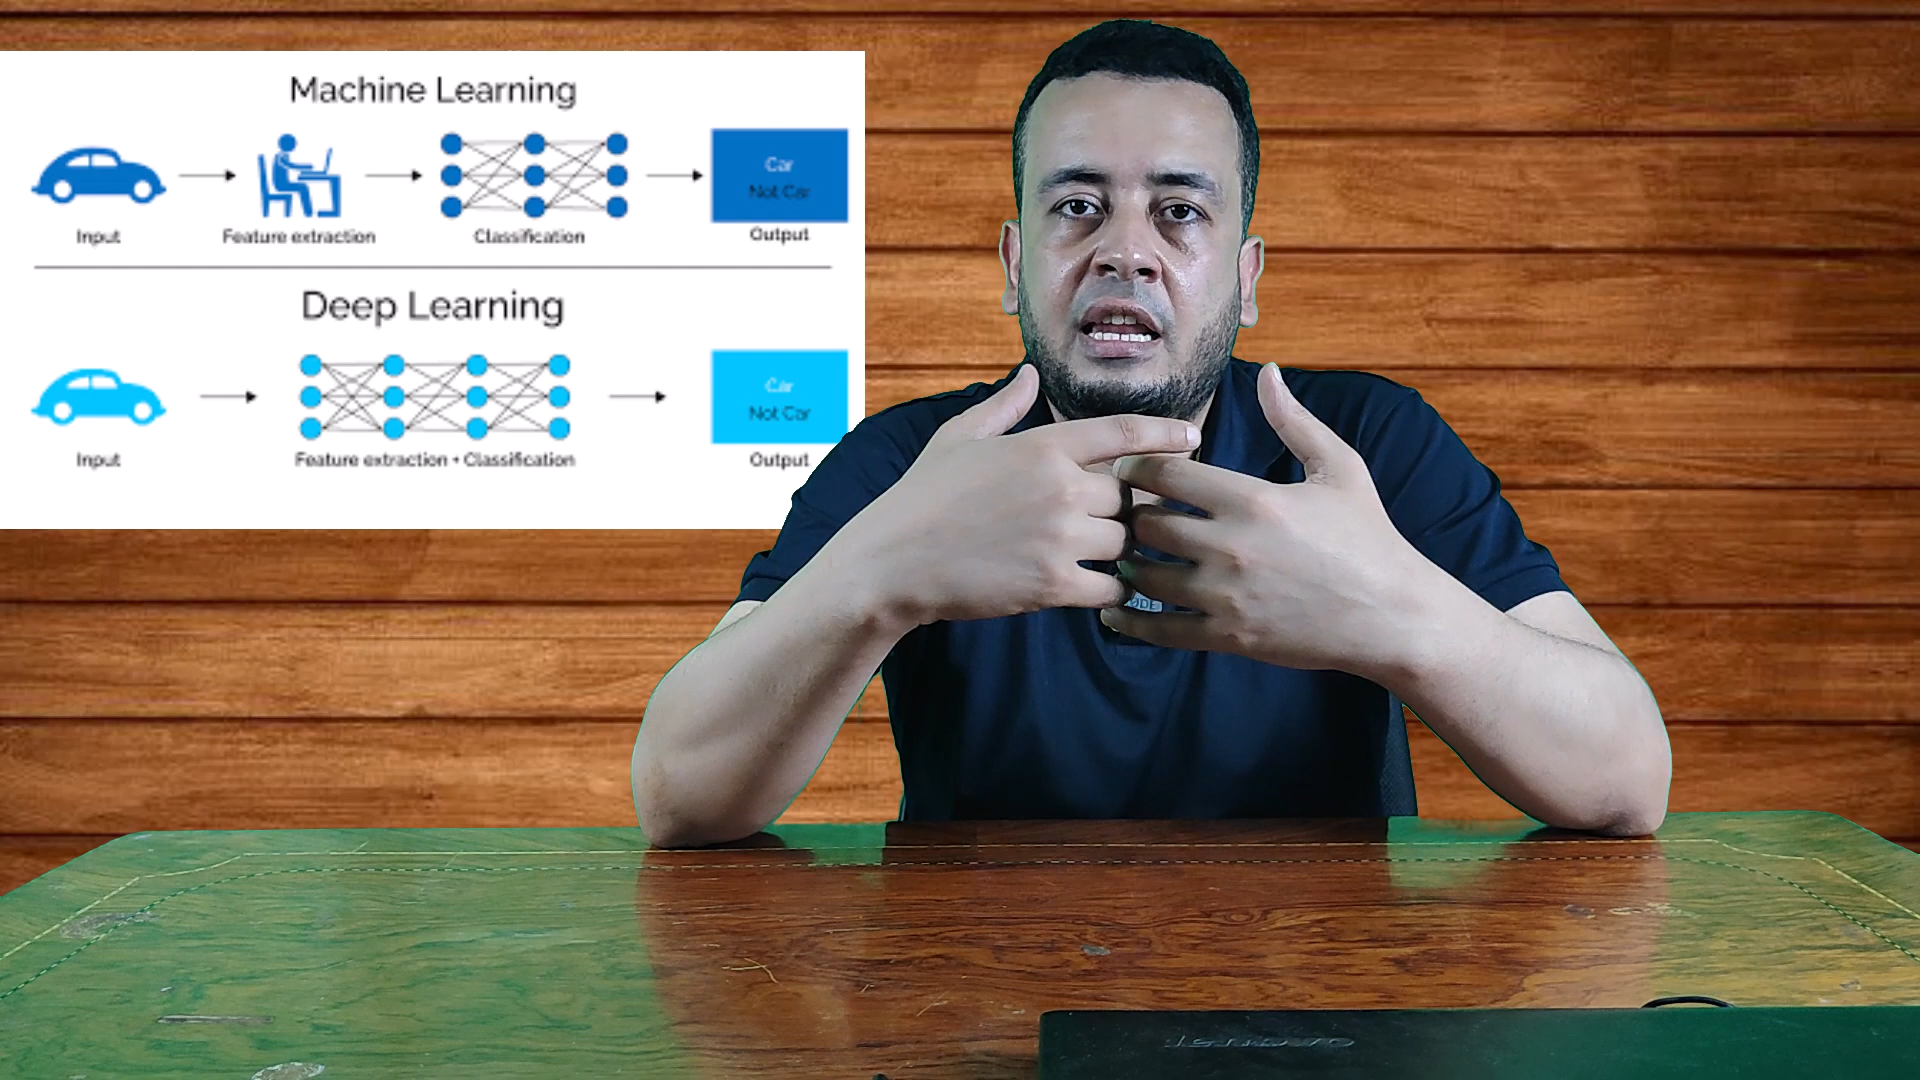 Machine Learning
Car
Not Car
Input
Feature extraction
Classification
Output
Deep Learning
Car
Not Car
Input
Feature extraction + Classification
Output